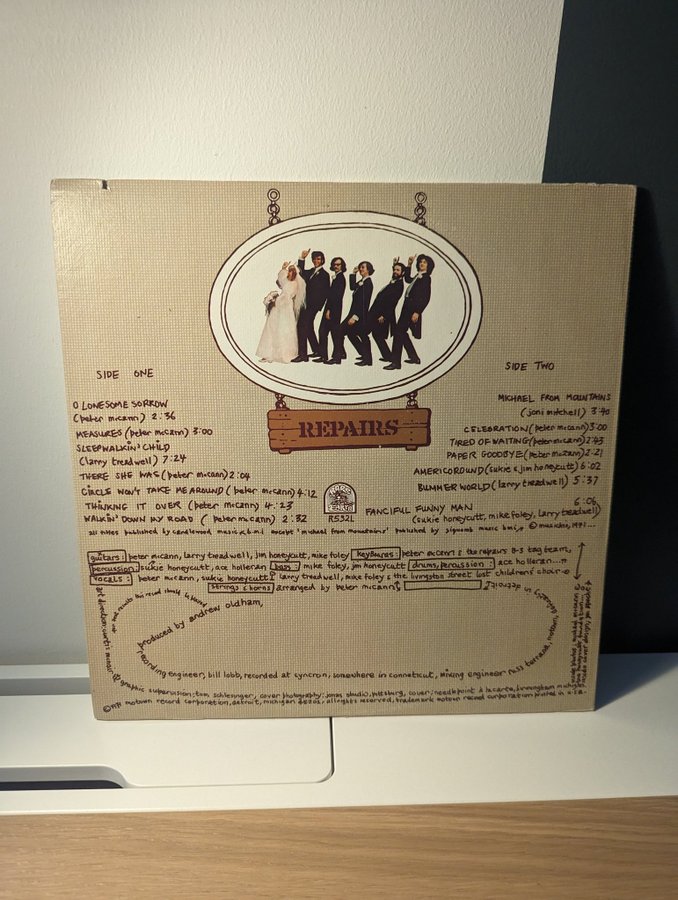 REPAIRS
SIDE ONE
O LONESOME SORROW
(peter mccann) 2:36
MEASURES (peter mccann) 3:00
SLEEPWALKIN' CHILD
(larry treadwell) 7:24
THERE SHE WAS (peter mccann) 2:04
CIRCLE WON'T TAKE ME AROUND (peter mccann) 4:12
THINKING IT OVER (peter mccann) 4:23
WALKIN' DOWN MY ROAD (peter mccann) 2:32
SIDE TWO
MICHAEL FROM MOUNTAINS
(joni mitchell) 3:40
CELEBRATION (peter mccann) 3:00
TIRED OF WAITING (peter mccann) 2:43
PAPER GOODBYE (peter mccann) 2:21
AMERICOROUND (sukie & jim honeycutt) 6:02
BUMMER WORLD (larry treadwell) 5:37
FANCIFUL FUNNY MAN 6:06
(sukie honeycutt, mike foley, larry treadwell)
R532L
all titles published by candlewood music b.m.i. except 'michael from mountains' published by siquomb music b.m.i. © 1971
guitars: peter mccann, larry treadwell, jim honeycutt, mike foley keyboards: peter mccann & the repairs B-3 tag team,
percussion: sukie honeycutt, ace holleran bass: mike foley, jim honeycutt drums, percussion: ace holleran
vocals: peter mccann, sukie honeycutt, larry treadwell, mike foley & the livingston street lost children's choir
strings & horns arranged by peter mccann
produced by andrew oldham,
recording engineer, bill lobb, recorded at syncron, somewhere in conneticut, mixing engineer russ terrana, motown, detroit
graphic supervision: tom schlesinger, cover photography: jonas studio, pittsburg, cover: needlepoint a la carte, birmingham michigan
motown record corporation, detroit, michigan 48202, all rights reserved, trademark motown record corporation printed in u.s.a.
art direction: curtis